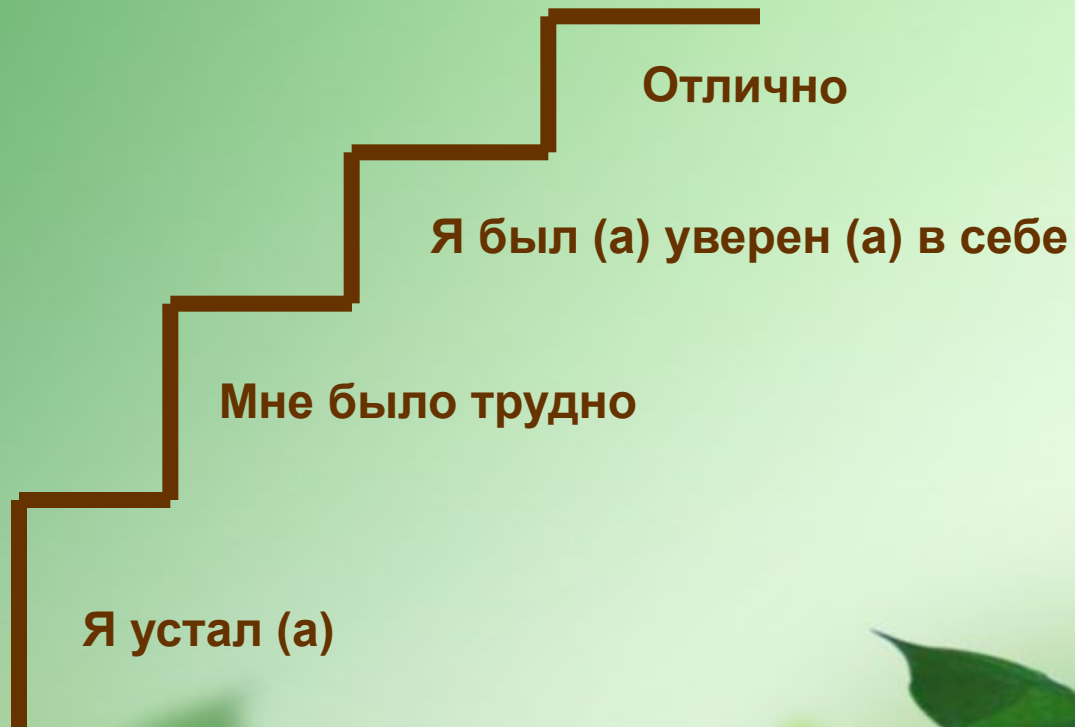 Отлично
Я был (а) уверен (а) в себе
Мне было трудно
Я устал (а)